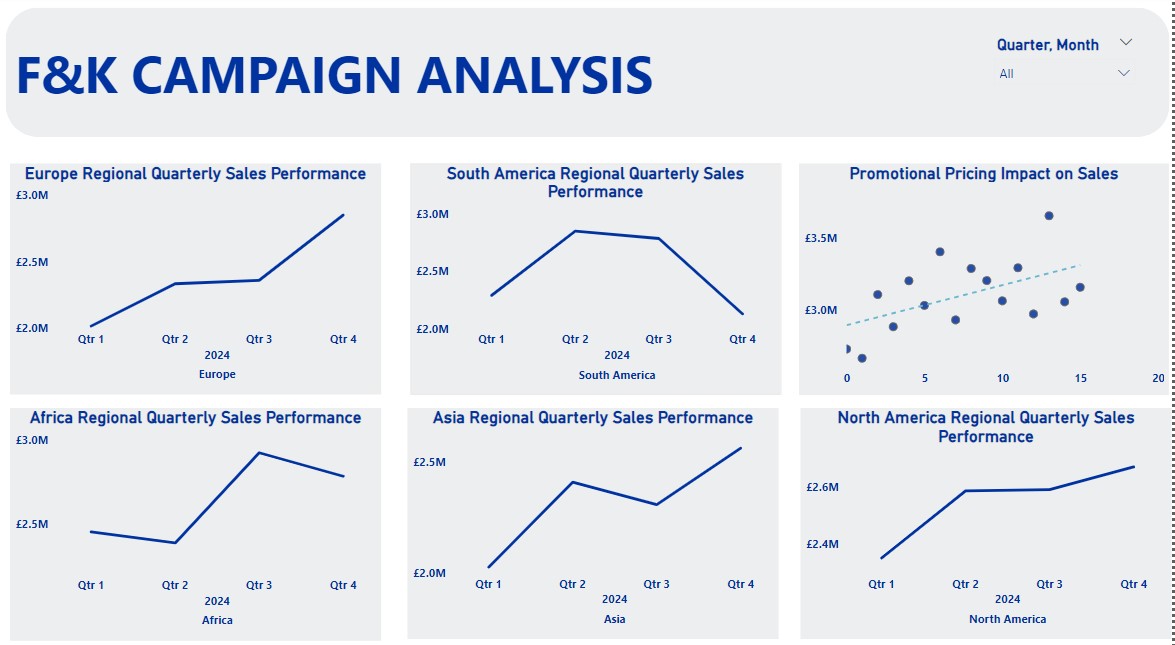 F&K CAMPAIGN ANALYSIS
Quarter, Month
All
Europe Regional Quarterly Sales Performance
£3.0M
£2.5M
£2.0M
Qtr 1 Qtr 2 Qtr 3 Qtr 4
2024
Europe
South America Regional Quarterly Sales
Performance
£3.0M
£2.5M
£2.0M
Qtr 1 Qtr 2 Qtr 3 Qtr 4
2024
South America
Promotional Pricing Impact on Sales
£3.5M
£3.0M
0 5 10 15 20
Africa Regional Quarterly Sales Performance
£3.0M
£2.5M
Qtr 1 Qtr 2 Qtr 3 Qtr 4
2024
Africa
Asia Regional Quarterly Sales Performance
£2.5M
£2.0M
Qtr 1 Qtr 2 Qtr 3 Qtr 4
2024
Asia
North America Regional Quarterly Sales
Performance
£2.6M
£2.4M
Qtr 1 Qtr 2 Qtr 3 Qtr 4
2024
North America